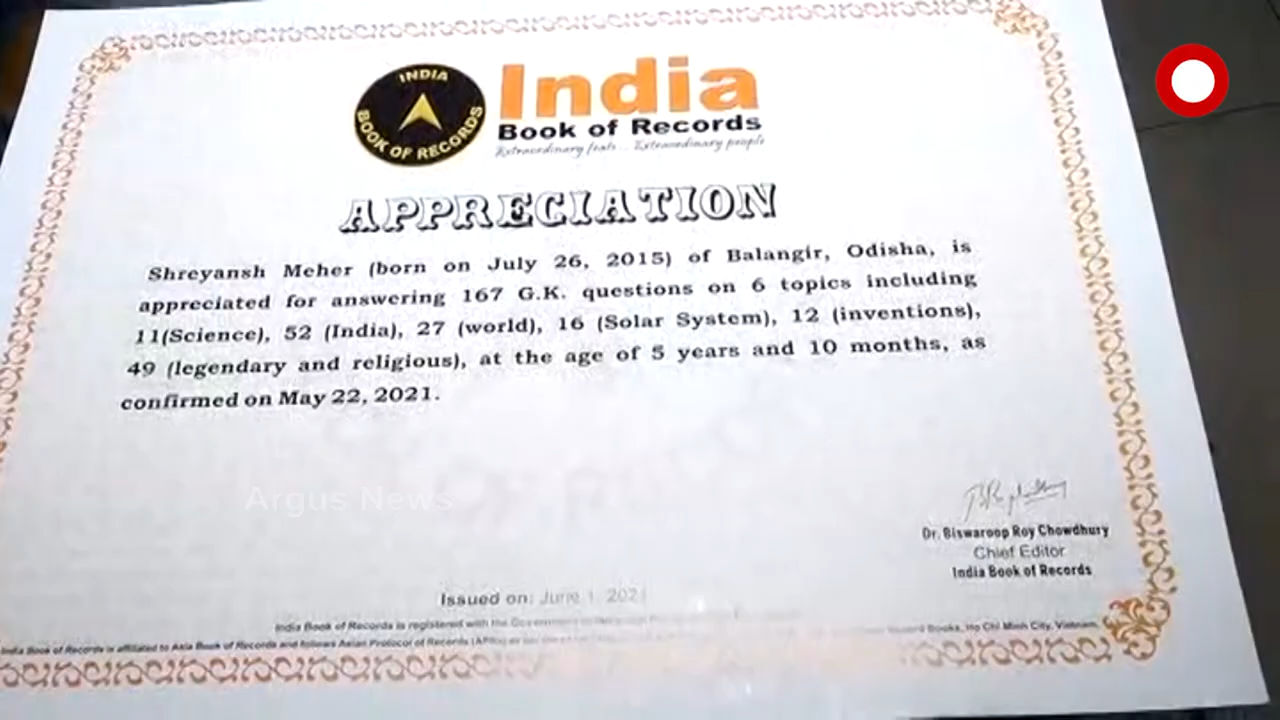 INDIA
BOOK OF RECORDS
India
Book of Records
Extraordinary feats... Extraordinary people
APPRECIATION
Shreyansh Meher (born on July 26, 2015) of Balangir, Odisha, is
appreciated for answering 167 G.K. questions on 6 topics including
11(Science), 52 (India), 27 (world), 16 (Solar System), 12 (inventions),
49 (legendary and religious), at the age of 5 years and 10 months, as
confirmed on May 22, 2021.
Argus News
Dr. Biswaroop Roy Chowdhury
Chief Editor
India Book of Records
Issued on: June 1, 2021
India Book of Records is registered with the Government
India Book of Records is affiliated to Asia Book of Records and follows Asian Protocol of Records
Books, Ho Chi Minh City, Vietnam.